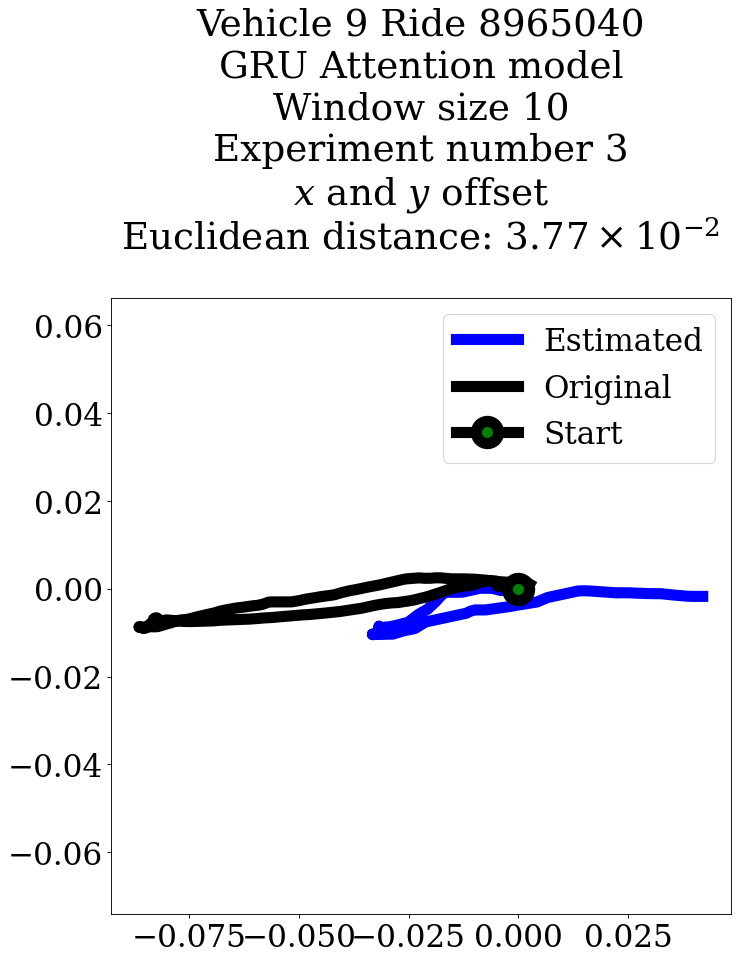 Vehicle 9 Ride 8965040
GRU Attention model
Window size 10
Experiment number 3
x and y offset
Euclidean distance: 3.77 × 10⁻²
Estimated
Original
Start
0.06
0.04
0.02
0.00
−0.02
−0.04
−0.06
−0.075 −0.050 −0.025 0.000 0.025